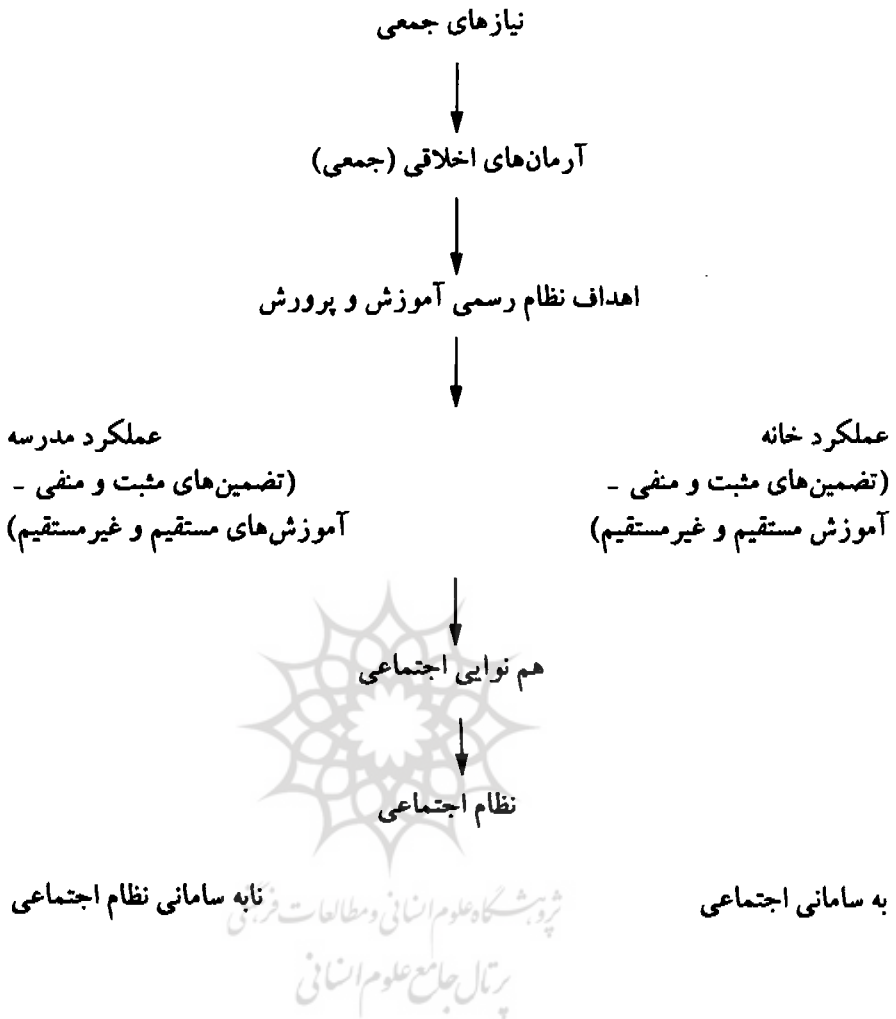 نیازهای جمعی
آرمان‌های اخلاقی (جمعی)
اهداف نظام رسمی آموزش و پرورش
عملکرد خانه
(تضمین‌های مثبت و منفی -
آموزش مستقیم و غیرمستقیم)
عملکرد مدرسه
(تضمین‌های مثبت و منفی -
آموزش‌های مستقیم و غیرمستقیم)
هم نوایی اجتماعی
نظام اجتماعی
به سامانی اجتماعی
نابه سامانی نظام اجتماعی
پژوهشگاه علوم انسانی و مطالعات فرهنگی
پرتال جامع علوم انسانی